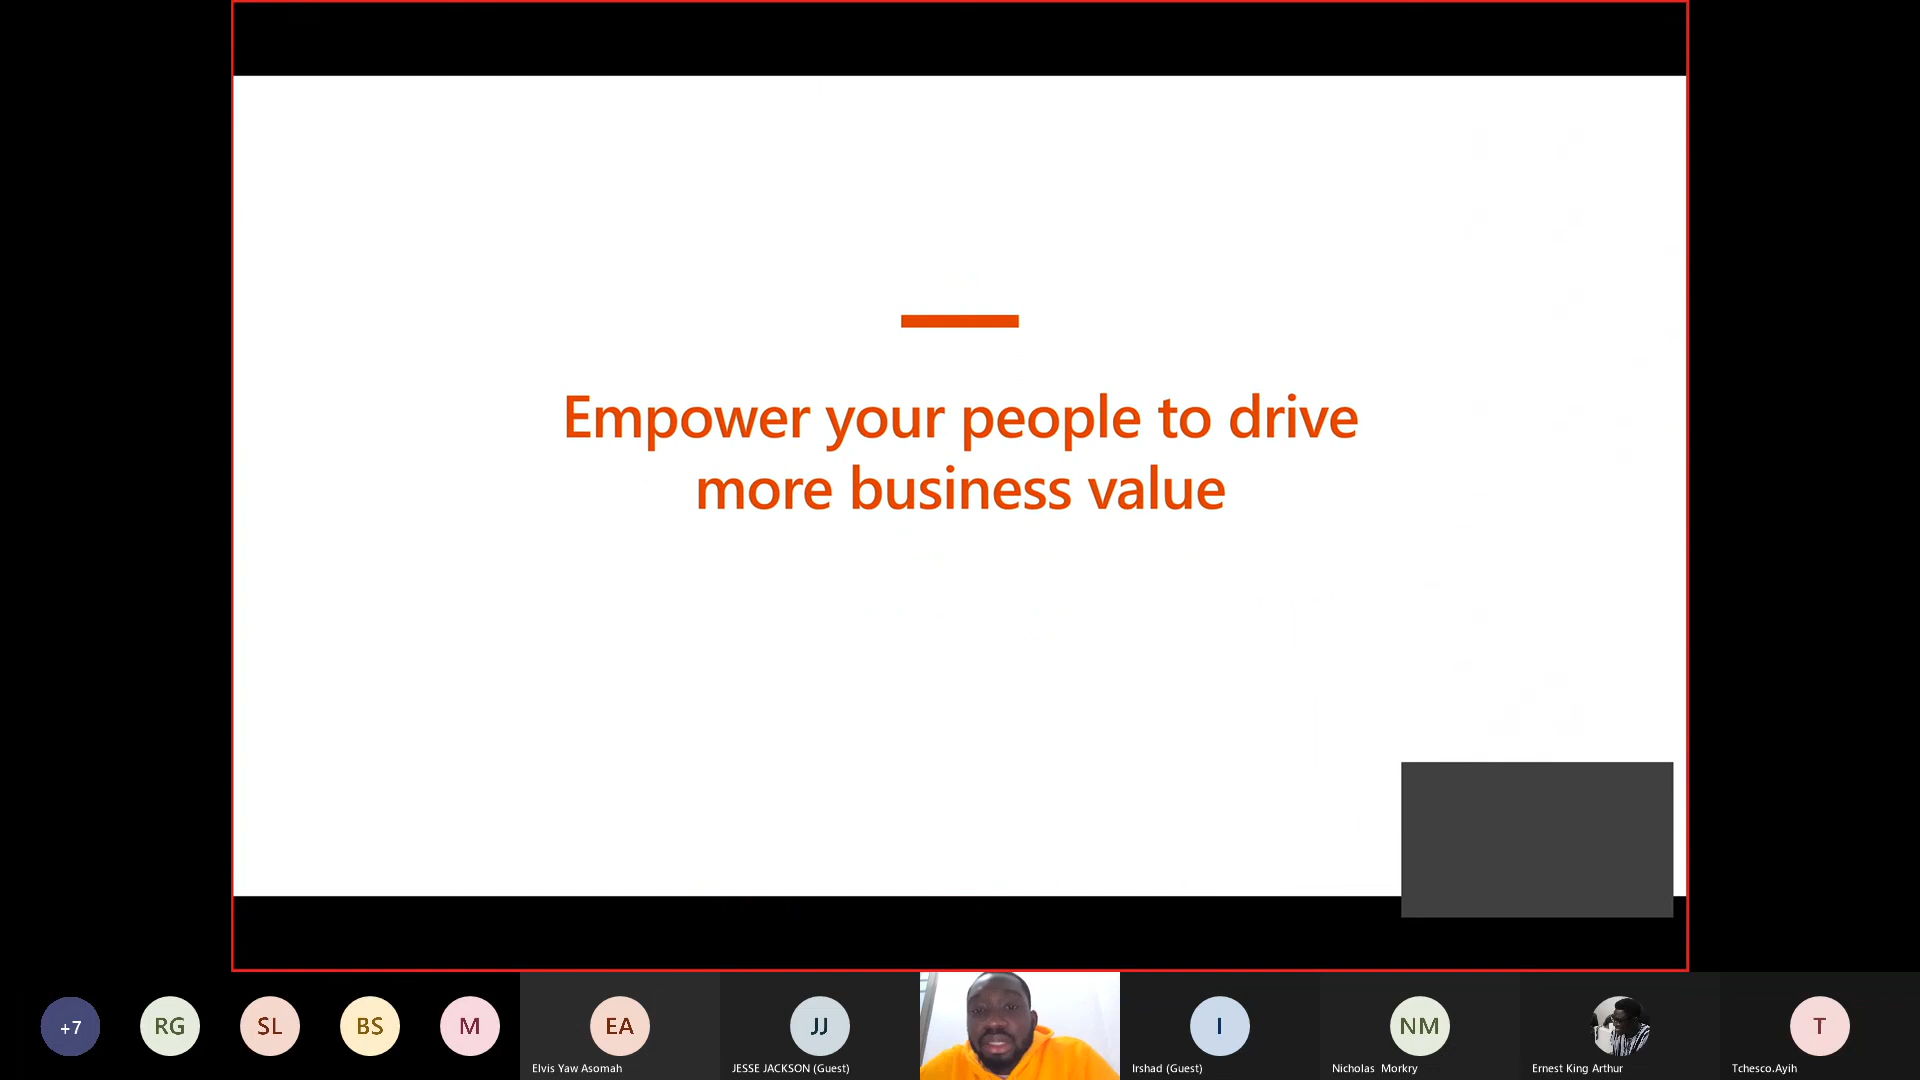 Empower your people to drive
more business value
+7
RG
SL
BS
M
EA
Elvis Yaw Asomah
JJ
JESSE JACKSON (Guest)
I
Irshad (Guest)
NM
Nicholas Morkry
Ernest King Arthur
T
Tchesco.Ayih